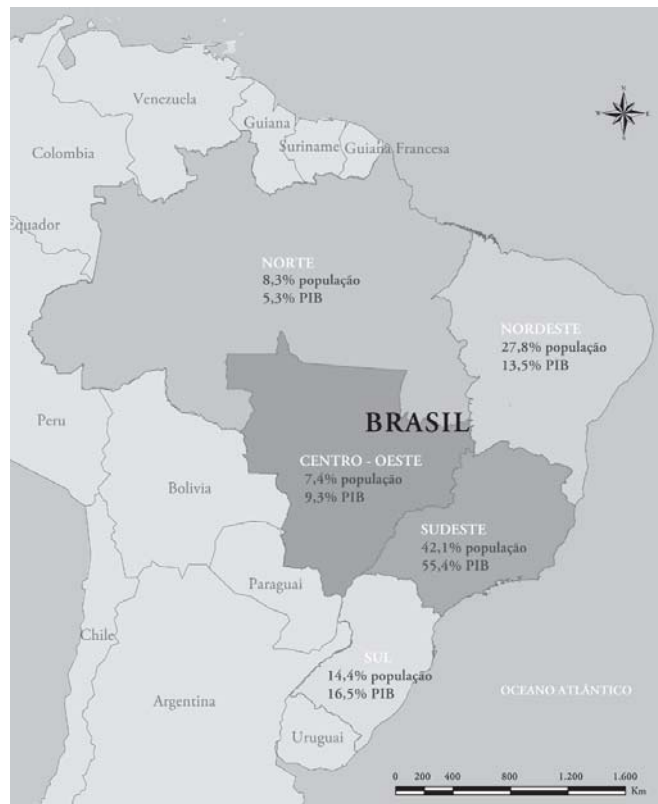 Venezuela
Guiana
Suriname
Guiana Francesa
Colombia
Equador
N
W
E
S
NORTE
8,3% população
5,3% PIB
NORDESTE
27,8% população
13,5% PIB
Peru
BRASIL
CENTRO - OESTE
7,4% população
9,3% PIB
Bolivia
SUDESTE
42,1% população
55,4% PIB
Paraguai
Chile
SUL
14,4% população
16,5% PIB
OCEANO ATLÂNTICO
Argentina
Uruguai
0 200 400 800 1.200 1.600
Km